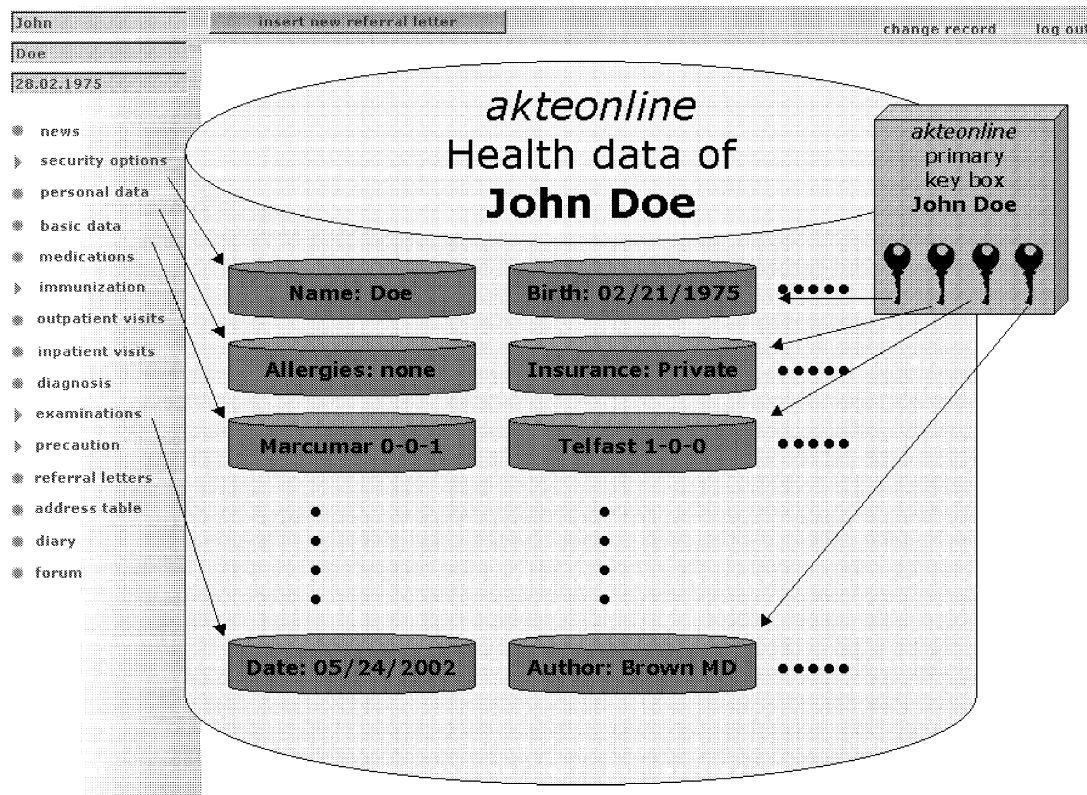 John
insert new referral letter
change record
log out
Doe
28.02.1975
news
security options
personal data
basic data
medications
immunization
outpatient visits
inpatient visits
diagnosis
examinations
precaution
referral letters
address table
diary
forum
akteonline
Health data of
John Doe
akteonline
primary
key box
John Doe
Name: Doe
Birth: 02/21/1975
Allergies: none
Insurance: Private
Marcumar 0-0-1
Telfast 1-0-0
Date: 05/24/2002
Author: Brown MD